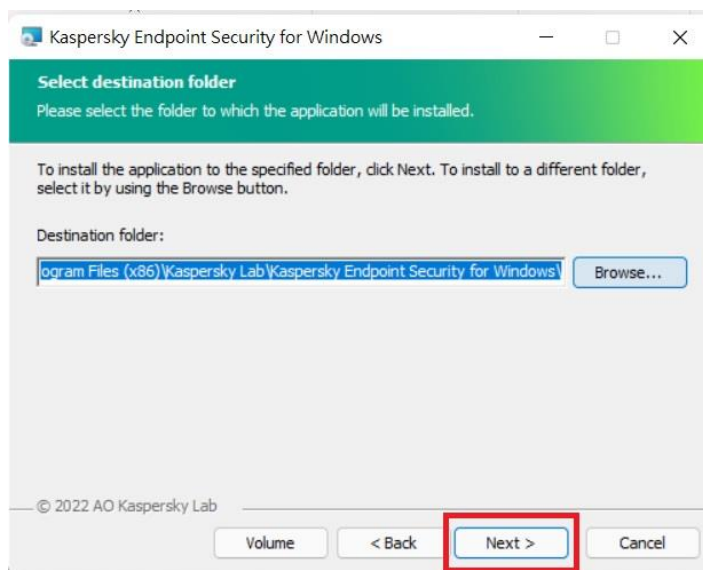 Kaspersky Endpoint Security for Windows
Select destination folder
Please select the folder to which the application will be installed.
To install the application to the specified folder, click Next. To install to a different folder,
select it by using the Browse button.
Destination folder:
ogram Files (x86)\Kaspersky Lab\Kaspersky Endpoint Security for Windows\ Browse...
© 2022 AO Kaspersky Lab
Volume < Back Next > Cancel